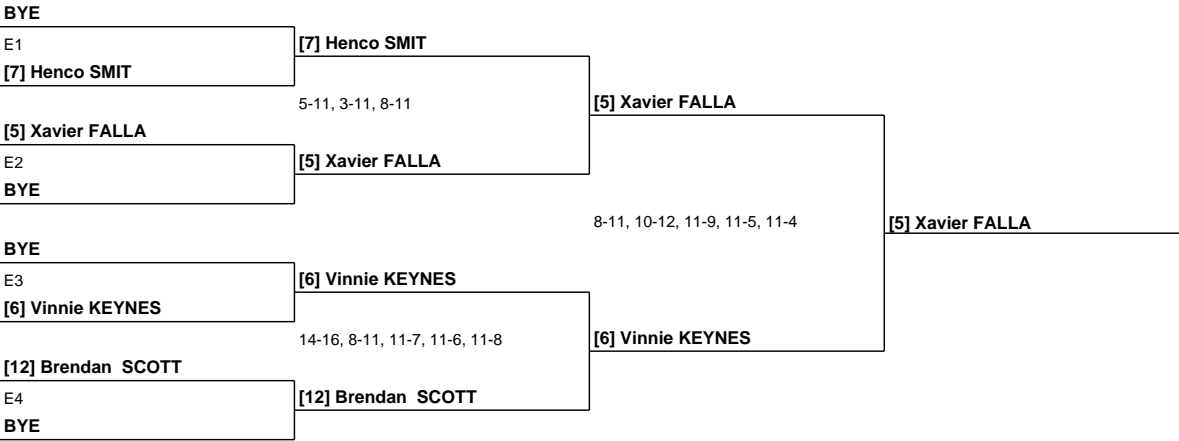 BYE
E1
[7] Henco SMIT
[7] Henco SMIT
5-11, 3-11, 8-11
[5] Xavier FALLA
[5] Xavier FALLA
E2
[5] Xavier FALLA
BYE
8-11, 10-12, 11-9, 11-5, 11-4
[5] Xavier FALLA
BYE
E3
[6] Vinnie KEYNES
[6] Vinnie KEYNES
14-16, 8-11, 11-7, 11-6, 11-8
[6] Vinnie KEYNES
[12] Brendan  SCOTT
E4
[12] Brendan  SCOTT
BYE